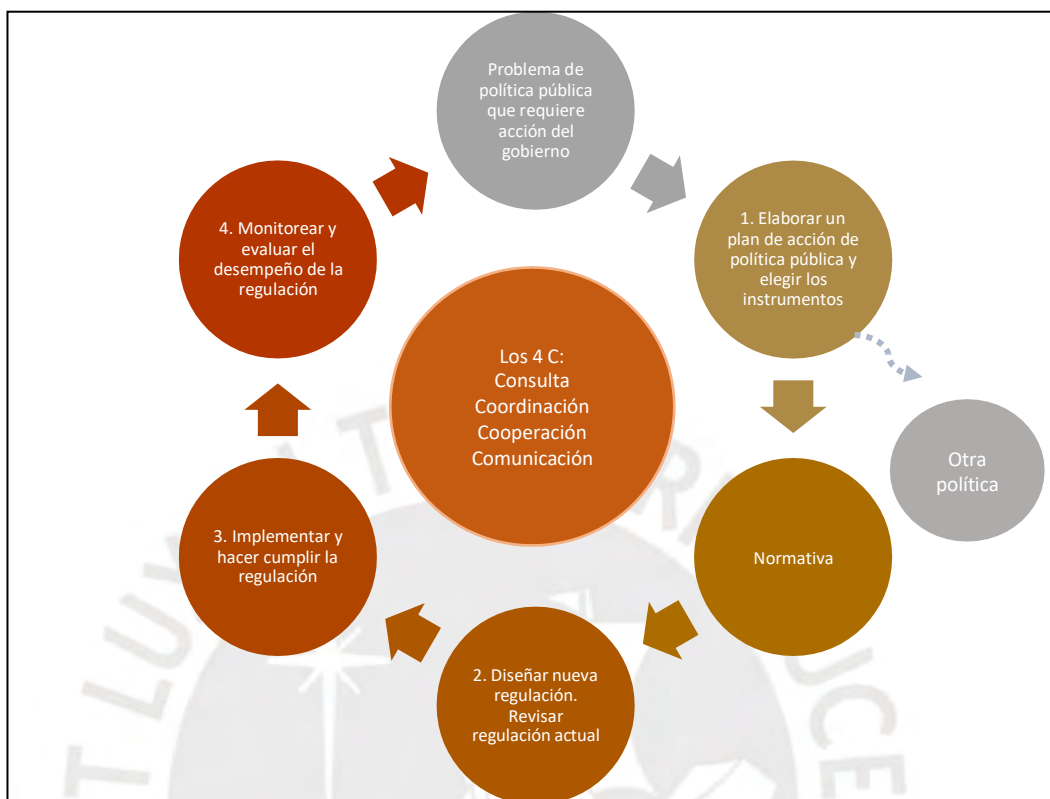 Problema de
política pública
que requiere
acción del
gobierno
1. Elaborar un
plan de acción de
política pública y
elegir los
instrumentos
Otra
política
Normativa
2. Diseñar nueva
regulación.
Revisar
regulación actual
3. Implementar y
hacer cumplir la
regulación
4. Monitorear y
evaluar el
desempeño de la
regulación
Los 4 C:
Consulta
Coordinación
Cooperación
Comunicación